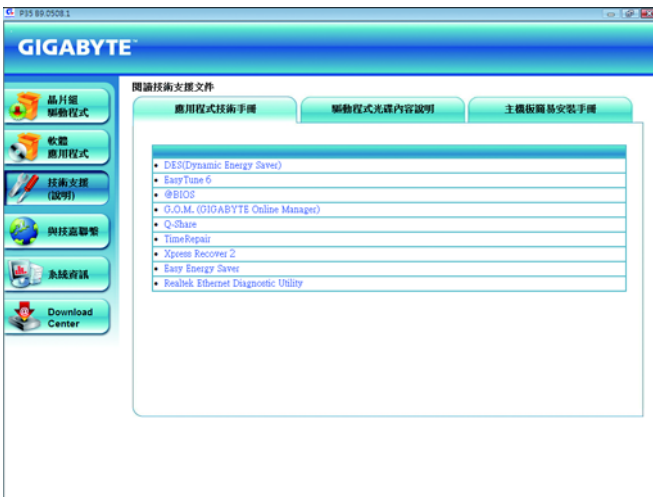 P35 B9.0508.1
GIGABYTE™
晶片組
驅動程式
軟體
應用程式
技術支援
(說明)
與技嘉聯繫
系統資訊
Download
Center
閱讀技術支援文件
應用程式技術手冊
驅動程式光碟內容說明
主機板簡易安裝手冊
• DES(Dynamic Energy Saver)
• EasyTune 6
• @BIOS
• G.O.M. (GIGABYTE Online Manager)
• Q-Share
• TimeRepair
• Xpress Recover 2
• Easy Energy Saver
• Realtek Ethernet Diagnostic Utility